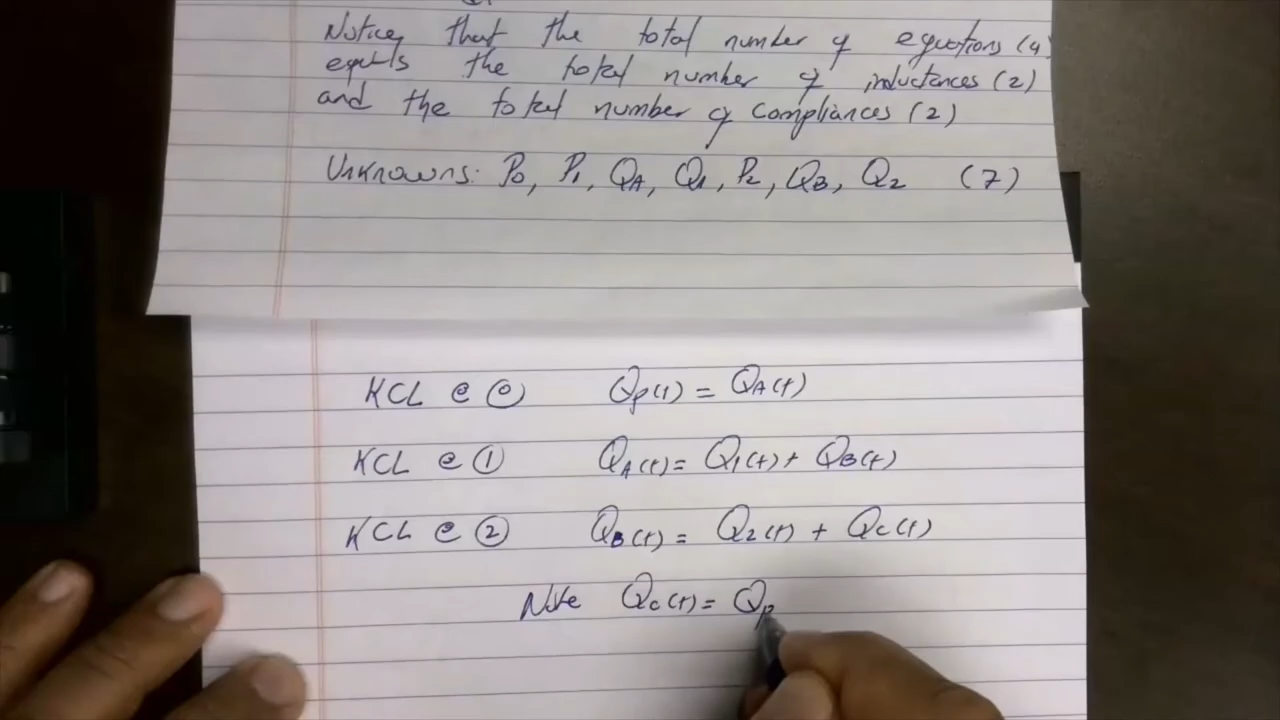 Notice that the total number of equations (4)
equals the total number of inductances (2)
and the total number of compliances (2)
Unknowns: P0, P1, QA, Q1, P2, QB, Q2 (7)
KCL @ ⓪ Qp(t) = QA(t)
KCL @ ① QA(t) = Q1(t) + QB(t)
KCL @ ② QB(t) = Q2(t) + Qc(t)
Note Qc(t) = Qp